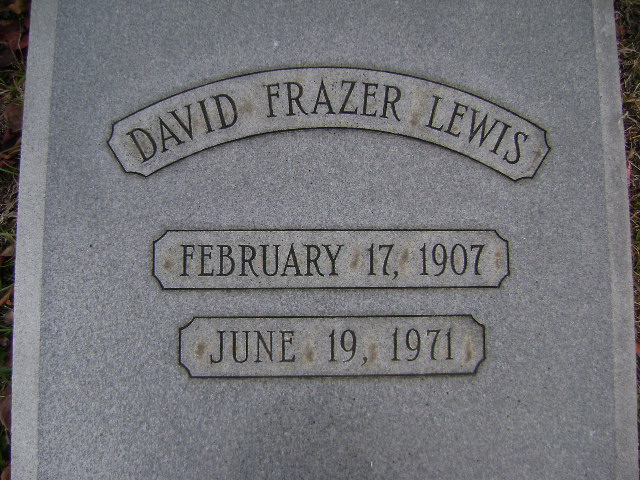 DAVID FRAZER LEWIS
FEBRUARY 17, 1907
JUNE 19, 1971